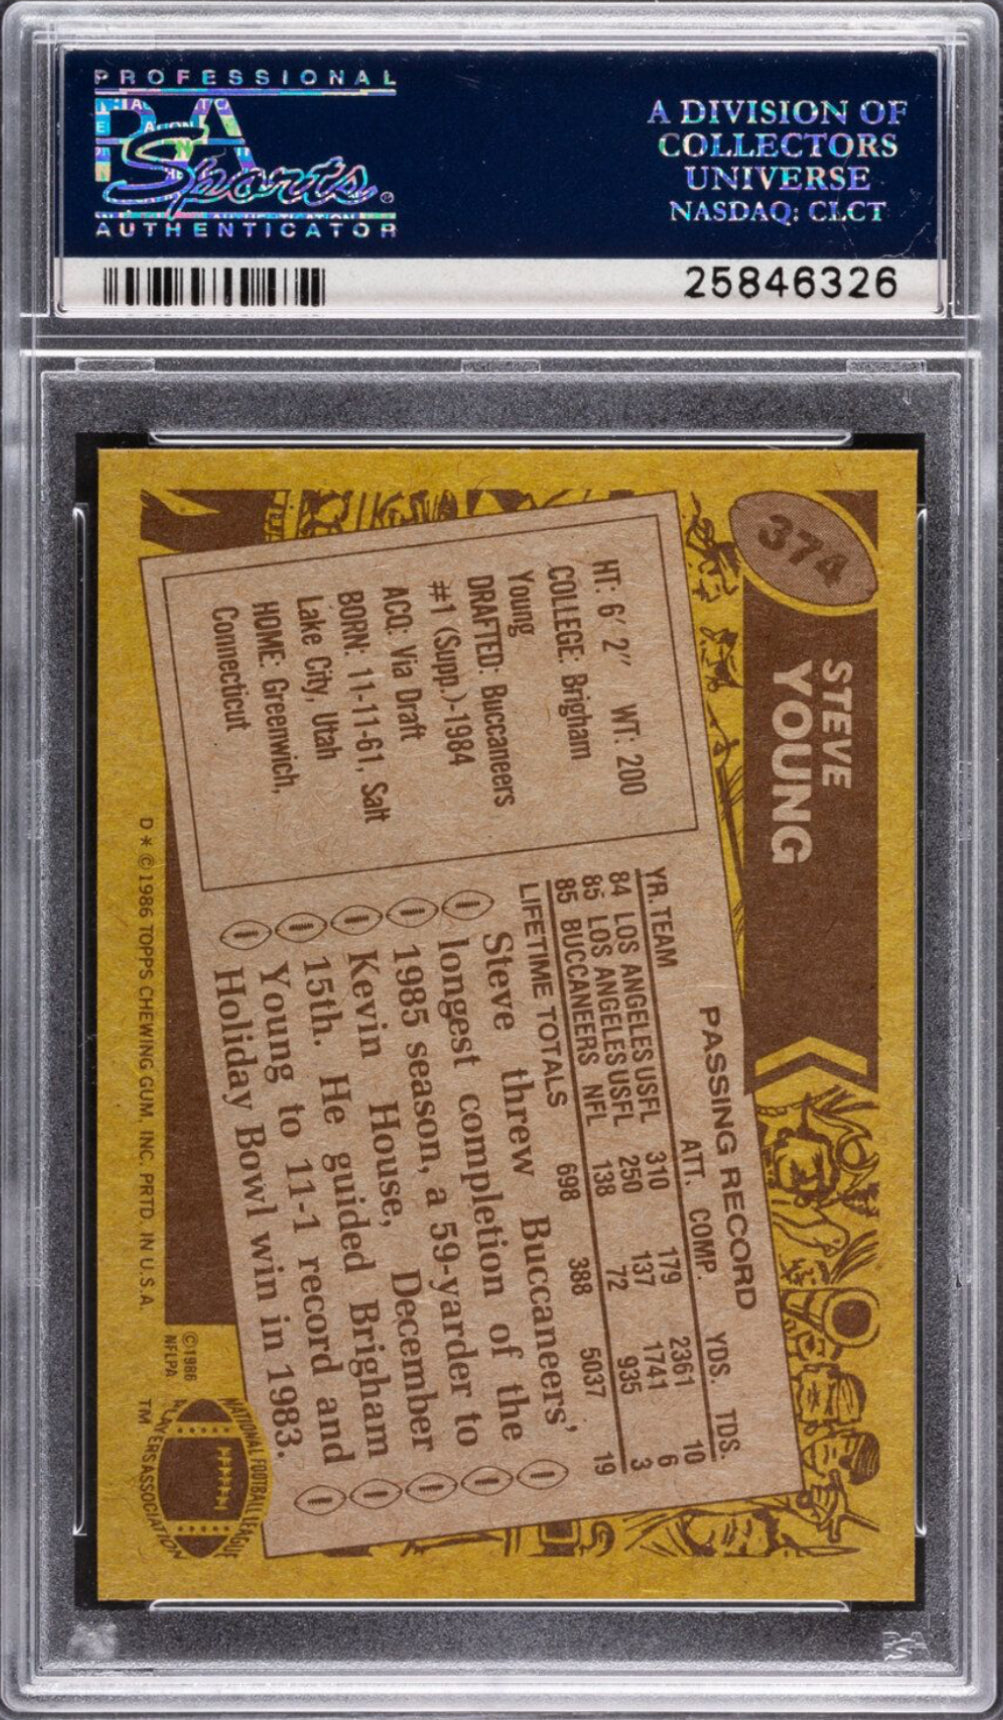 PROFESSIONAL
PSA
Sports®
AUTHENTICATOR
A DIVISION OF
COLLECTORS
UNIVERSE
NASDAQ: CLCT
25846326
374
STEVE
YOUNG
HT: 6' 2" WT: 200
COLLEGE: Brigham
Young
DRAFTED: Buccaneers
#1 (Supp.)-1984
ACQ: Via Draft
BORN: 11-11-61, Salt
Lake City, Utah
HOME: Greenwich,
Connecticut
PASSING RECORD
YR. TEAM ATT. COMP. YDS. TDS.
84 LOS ANGELES USFL 310 179 2361 10
85 LOS ANGELES USFL 250 137 1741 6
85 BUCCANEERS NFL 138 72 935 3
LIFETIME TOTALS 698 388 5037 19
Steve threw Buccaneers'
longest completion of the
1985 season, a 59-yarder to
Kevin House, December
15th. He guided Brigham
Young to 11-1 record and
Holiday Bowl win in 1983.
D * © 1986 TOPPS CHEWING GUM, INC. PRTD. IN U.S.A.
©1986
NFLPA
TM
NATIONAL FOOTBALL LEAGUE
PLAYERS ASSOCIATION
PSA